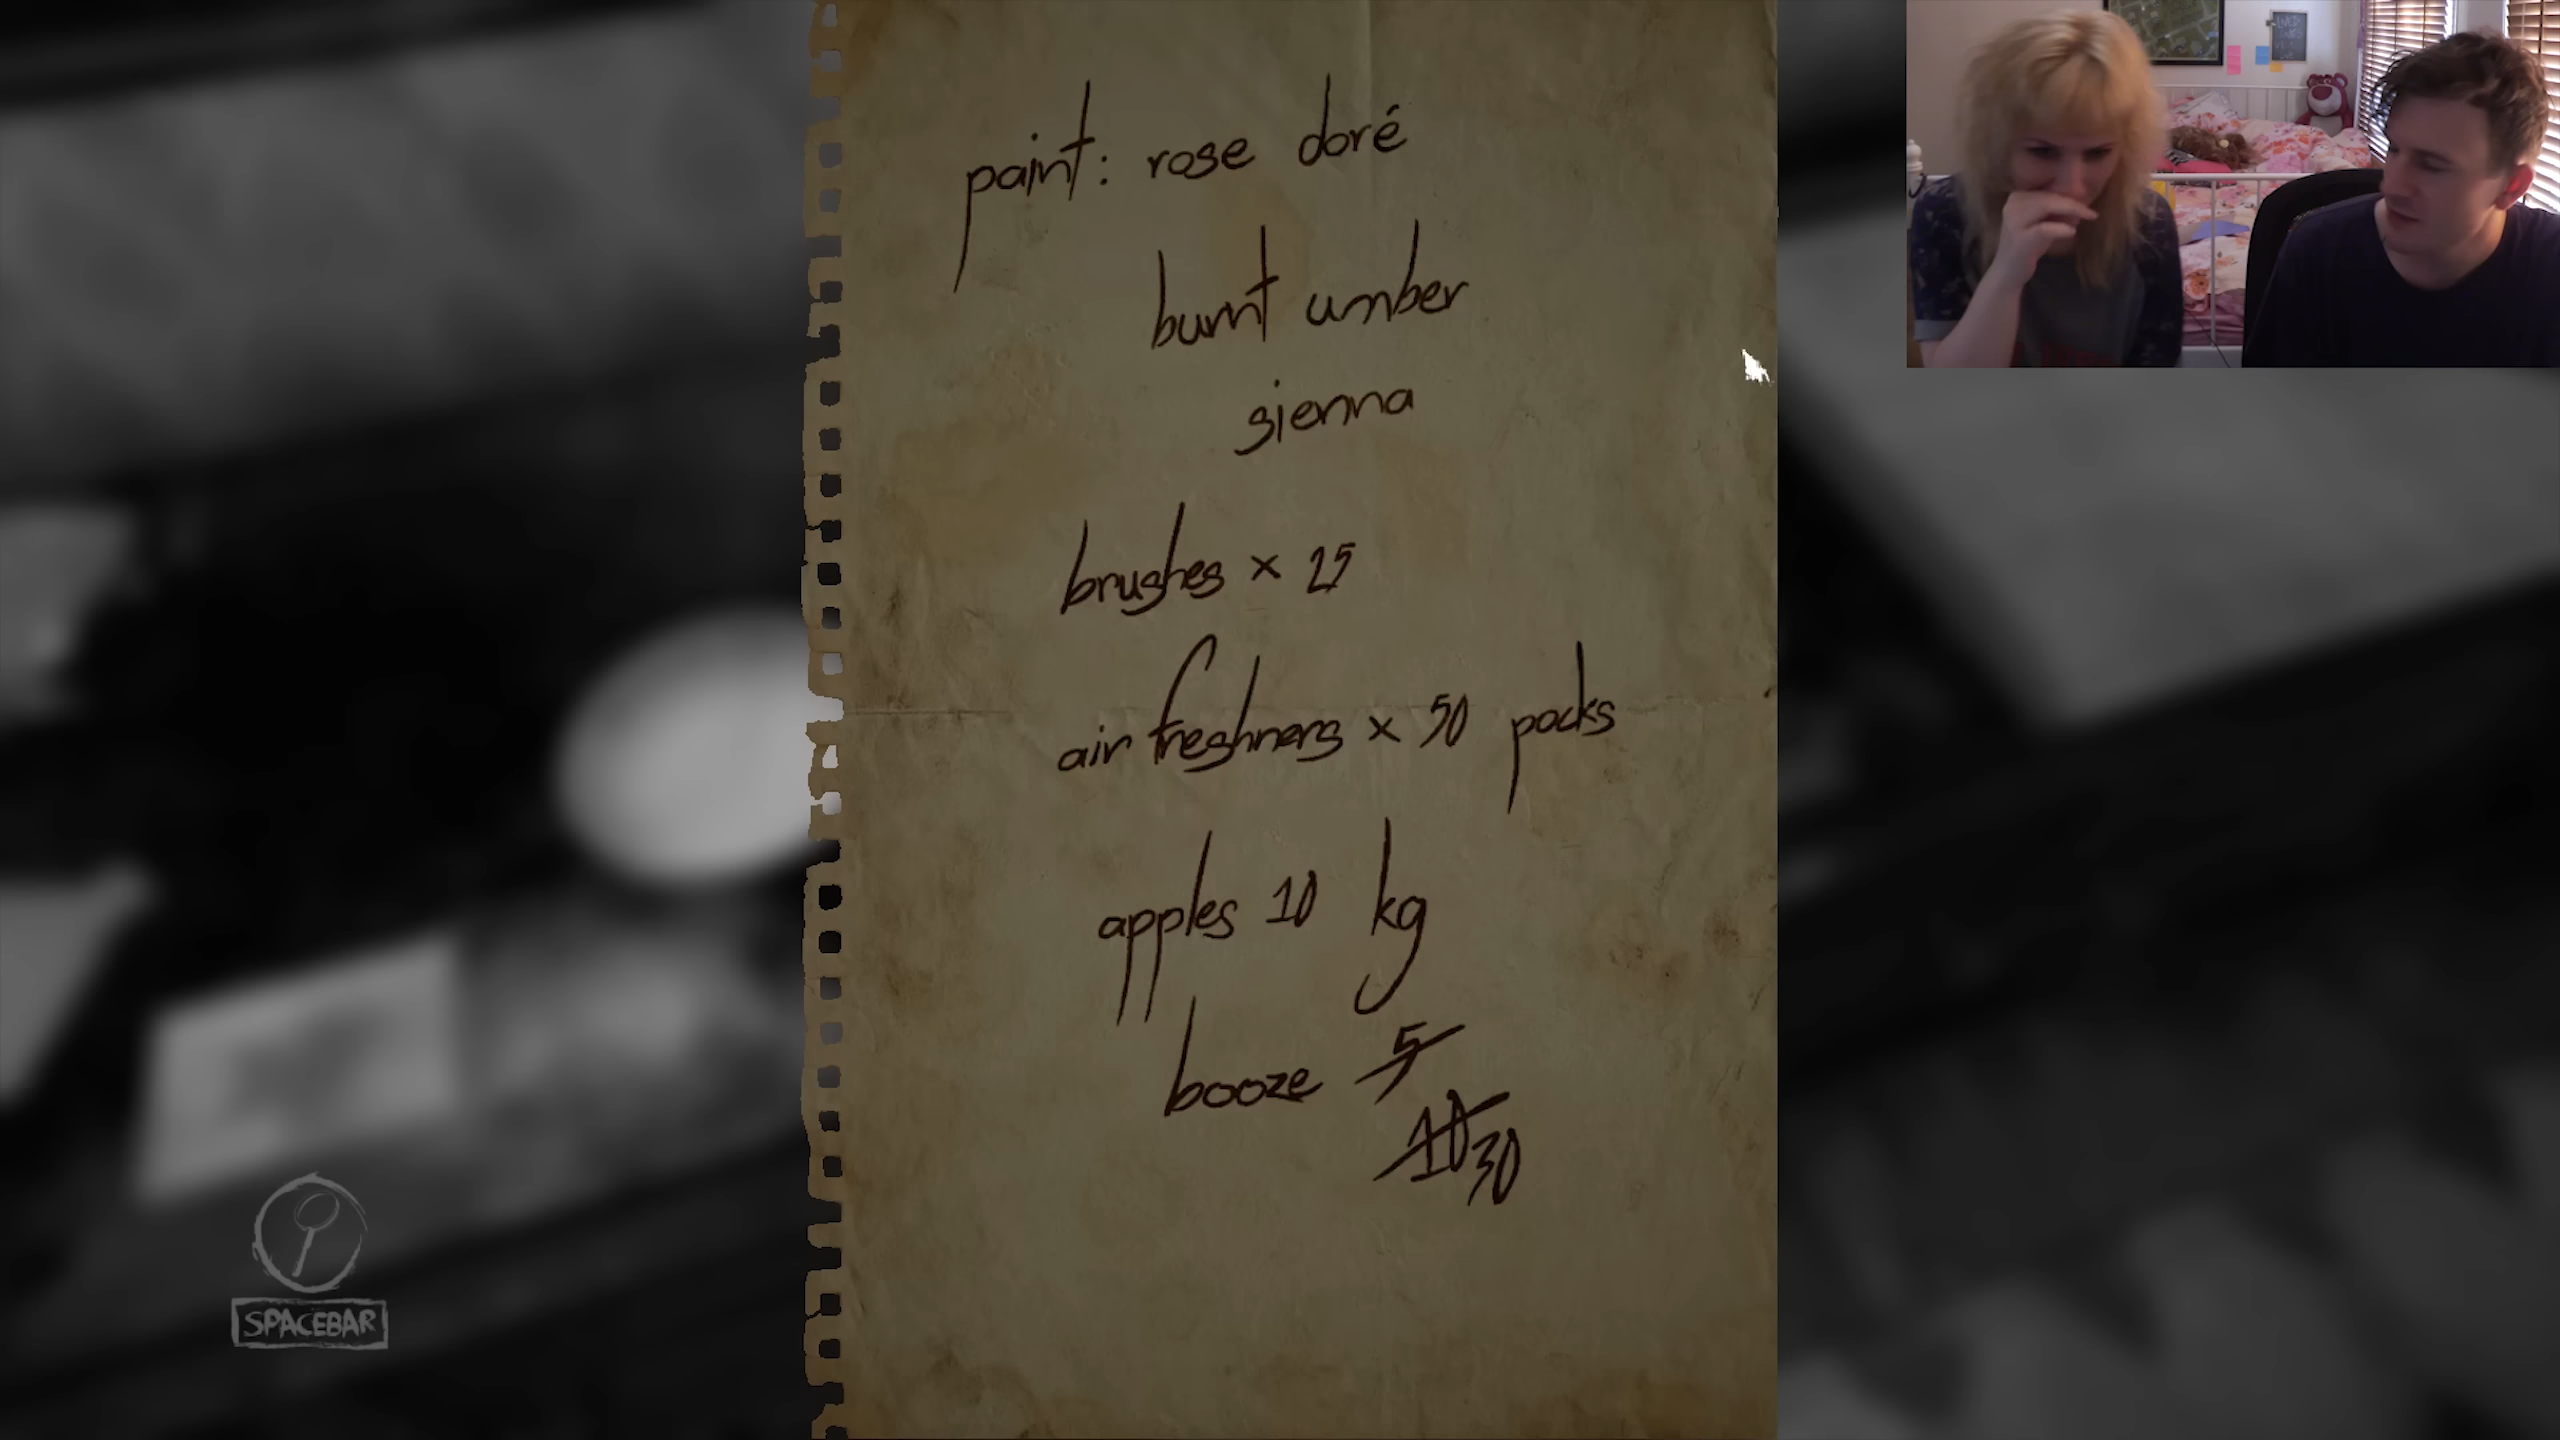 paint: rose doré
burnt umber
sienna
brushes x 25
air freshners x 50 packs
apples 10 kg
booze 5
10 30
SPACEBAR